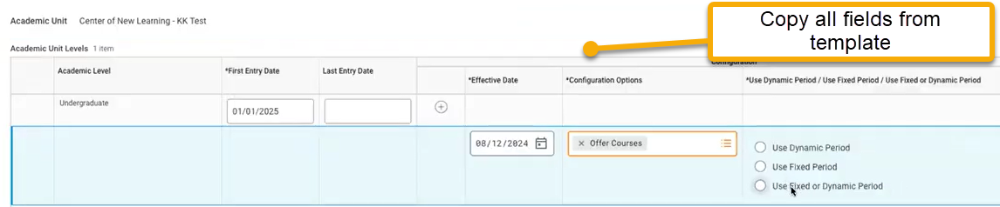 Academic Unit Center of New Learning - KK Test
Copy all fields from
template
Academic Unit Levels 1 item
Configuration
Academic Level *First Entry Date Last Entry Date
*Effective Date *Configuration Options *Use Dynamic Period / Use Fixed Period / Use Fixed or Dynamic Period
Undergraduate
01/01/2025
08/12/2024 × Offer Courses
Use Dynamic Period
Use Fixed Period
Use Fixed or Dynamic Period